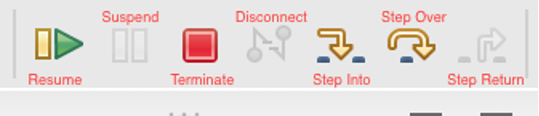 Suspend
Disconnect
Step Over
Resume
Terminate
Step Into
Step Return